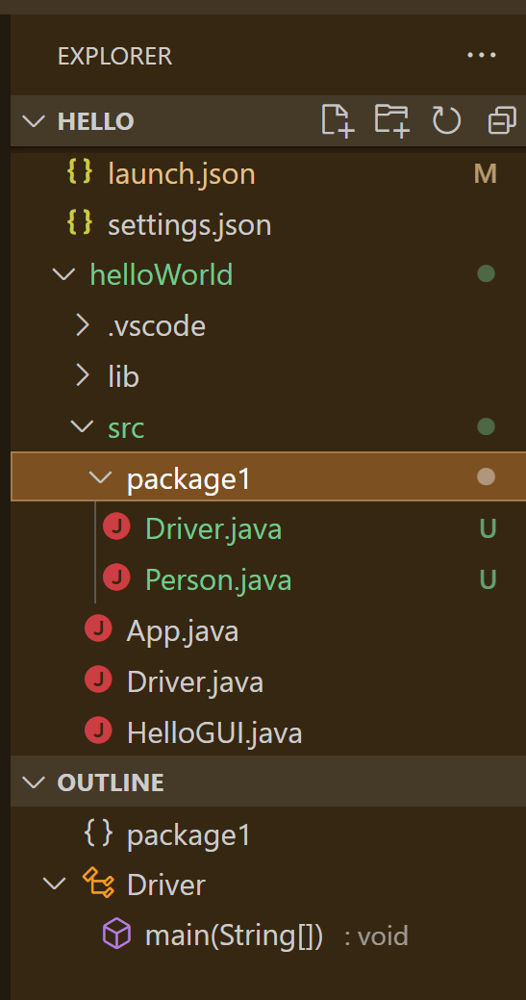 EXPLORER ...
HELLO
{} launch.json M
{} settings.json
helloWorld
.vscode
lib
src
package1
J Driver.java U
J Person.java U
J App.java
J Driver.java
J HelloGUI.java
OUTLINE
{} package1
Driver
main(String[]) : void